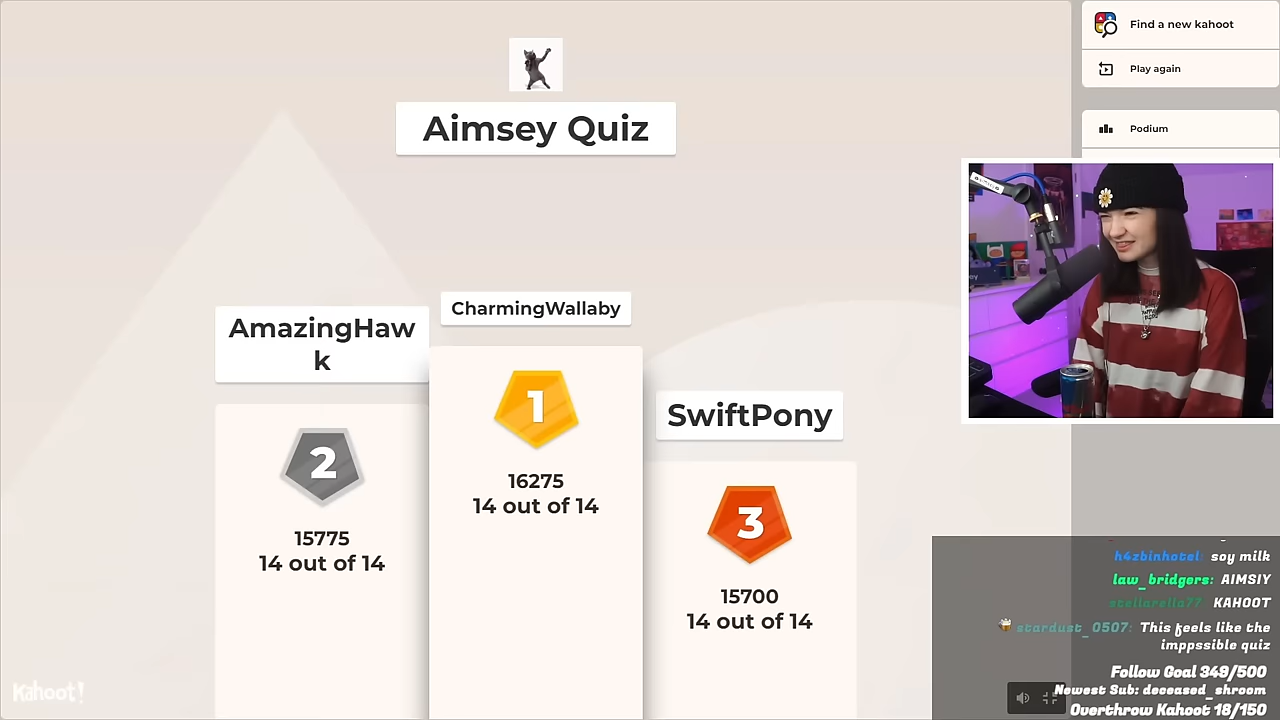 Find a new kahoot
Play again
Podium
Aimsey Quiz
CharmingWallaby
AmazingHaw
k
SwiftPony
1
16275
14 out of 14
2
15775
14 out of 14
3
15700
14 out of 14
h4zbinhotel: soy milk
law_bridgers: AIMSIY
stellarella77: KAHOOT
stardust_0507: This feels like the
imppssible quiz
Follow Goal 349/500
Newest Sub: deceased_shroom
Overthrow Kahoot 18/150
Kahoot!